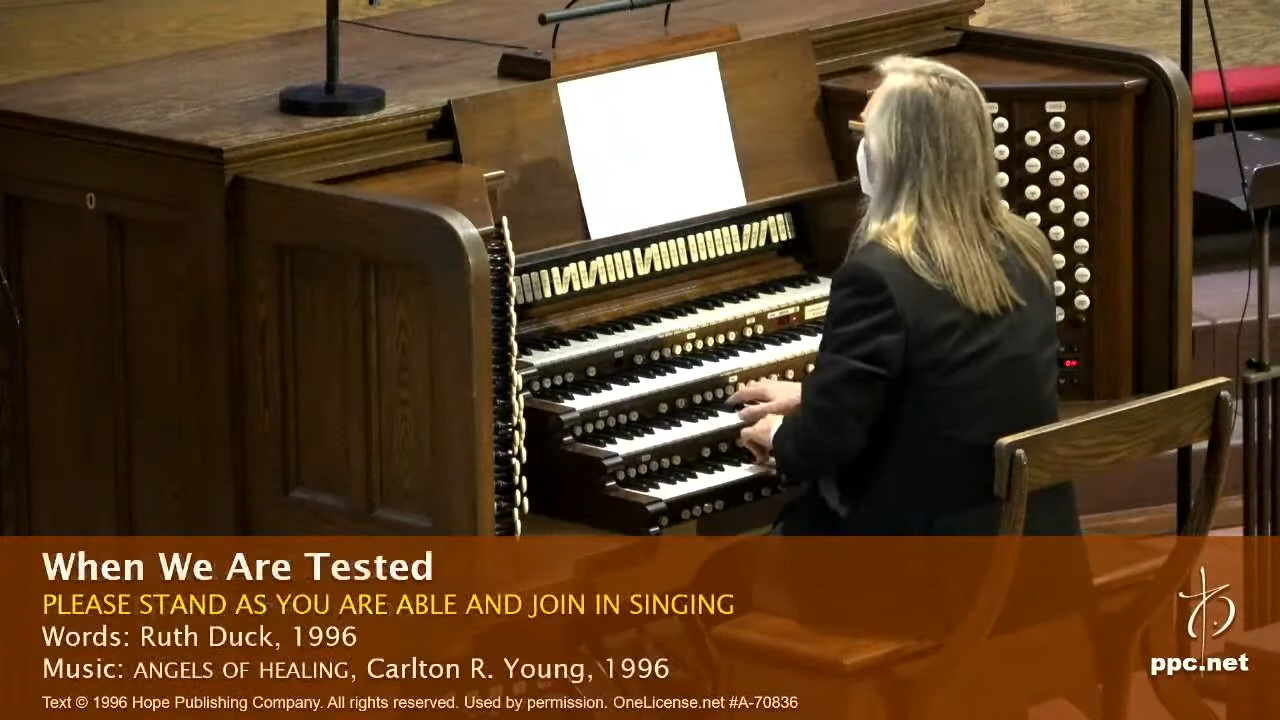 When We Are Tested
PLEASE STAND AS YOU ARE ABLE AND JOIN IN SINGING
Words: Ruth Duck, 1996
Music: ANGELS OF HEALING, Carlton R. Young, 1996
Text © 1996 Hope Publishing Company. All rights reserved. Used by permission. OneLicense.net #A-70836
ppc.net